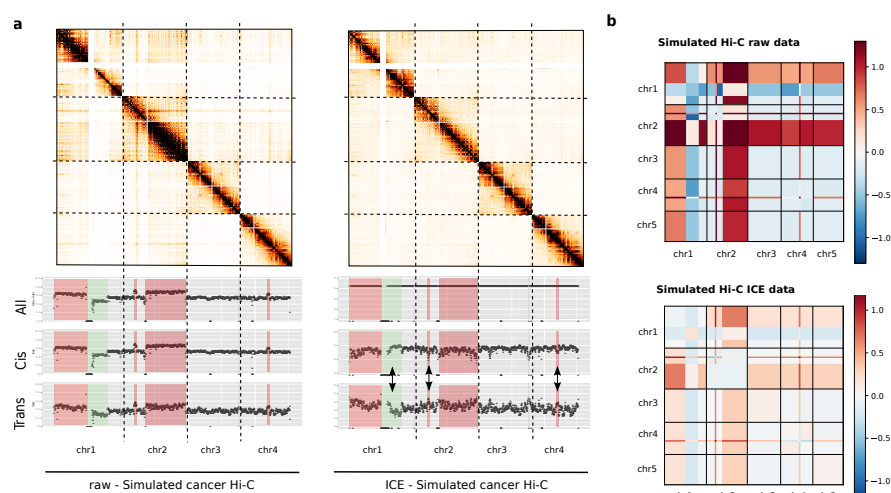 a
b
Simulated Hi-C raw data
chr1
chr2
chr3
chr4
chr5
chr1 chr2 chr3 chr4 chr5
1.0
0.5
0.0
−0.5
−1.0
All
Cis
Trans
chr1 chr2 chr3 chr4
raw - Simulated cancer Hi-C
chr1 chr2 chr3 chr4
ICE - Simulated cancer Hi-C
Simulated Hi-C ICE data
chr1
chr2
chr3
chr4
chr5
1.0
0.5
0.0
−0.5
−1.0